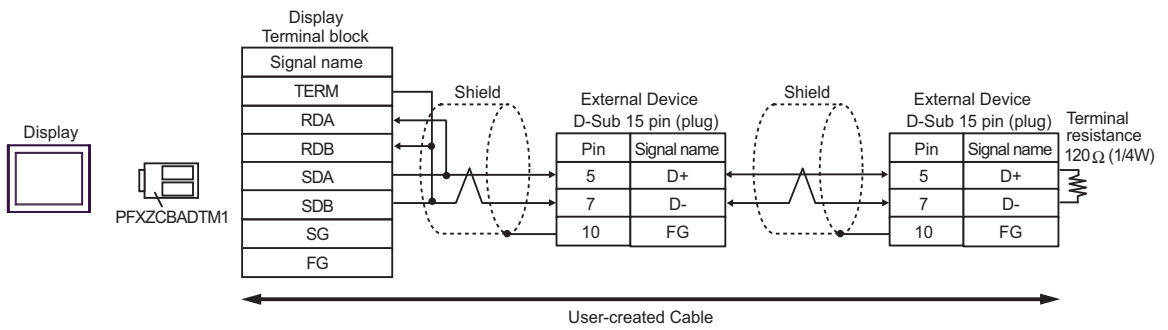 Display
PFXZCBADTM1
Display
Terminal block
Signal name
TERM
RDA
RDB
SDA
SDB
SG
FG
Shield
External Device
D-Sub 15 pin (plug)
Pin Signal name
5 D+
7 D-
10 FG
Shield
External Device
D-Sub 15 pin (plug)
Pin Signal name
5 D+
7 D-
10 FG
Terminal
resistance
120Ω (1/4W)
User-created Cable